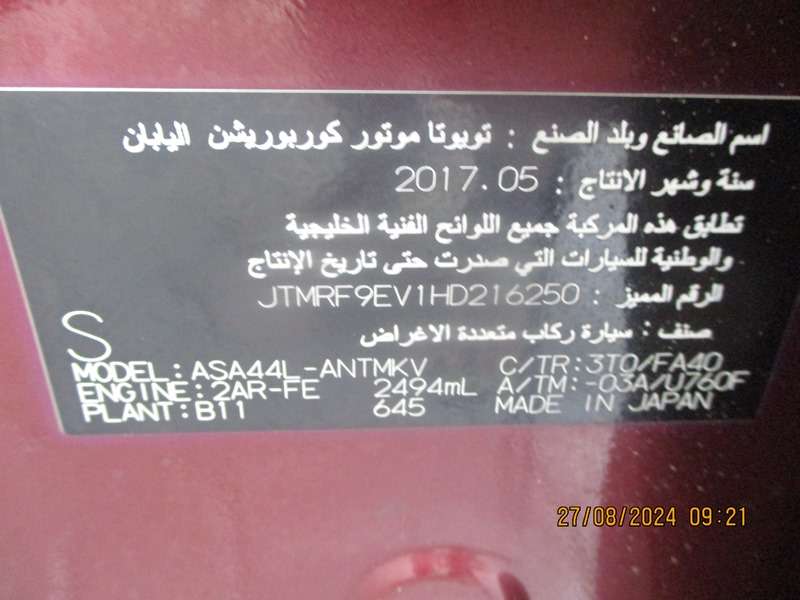 اسم الصانع وبلد الصنع : تويوتا موتور كوربوريشن اليابان
سنة وشهر الانتاج : 2017.05
تطابق هذه المركبة جميع اللوائح الفنية الخليجية
والوطنية للسيارات التي صدرت حتى تاريخ الإنتاج
الرقم المميز : JTMRF9EV1HD216250
صنف : سيارة ركاب متعددة الاغراض
S
MODEL:ASA44L-ANTMKV C/TR:3T0/FA40
ENGINE:2AR-FE 2494mL A/TM:-03A/U760F
PLANT:B11 645 MADE IN JAPAN
27/08/2024 09:21